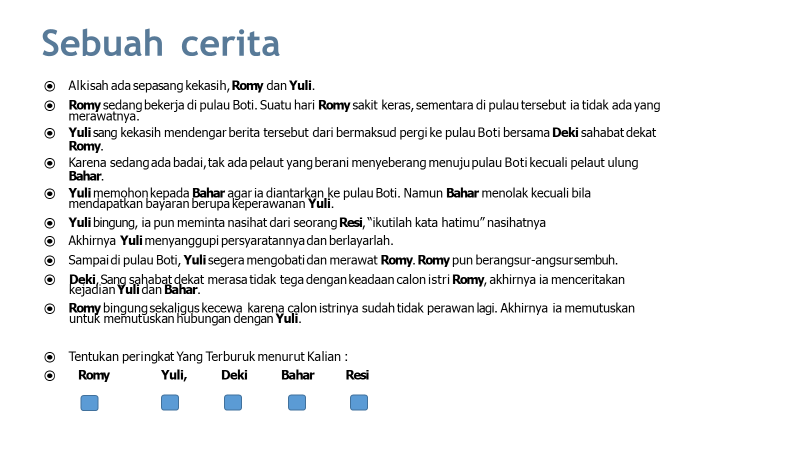 Sebuah cerita
Alkisah ada sepasang kekasih, Romy dan Yuli.
Romy sedang bekerja di pulau Boti. Suatu hari Romy sakit keras, sementara di pulau tersebut ia tidak ada yang
merawatnya.
Yuli sang kekasih mendengar berita tersebut dari bermaksud pergi ke pulau Boti bersama Deki sahabat dekat
Romy.
Karena sedang ada badai, tak ada pelaut yang berani menyeberang menuju pulau Boti kecuali pelaut ulung
Bahar.
Yuli memohon kepada Bahar agar ia diantarkan ke pulau Boti. Namun Bahar menolak kecuali bila
mendapatkan bayaran berupa keperawanan Yuli.
Yuli bingung, ia pun meminta nasihat dari seorang Resi, “ikutilah kata hatimu” nasihatnya
Akhirnya Yuli menyanggupi persyaratannya dan berlayarlah.
Sampai di pulau Boti, Yuli segera mengobati dan merawat Romy. Romy pun berangsur-angsur sembuh.
Deki, Sang sahabat dekat merasa tidak tega dengan keadaan calon istri Romy, akhirnya ia menceritakan
kejadian Yuli dan Bahar.
Romy bingung sekaligus kecewa karena calon istrinya sudah tidak perawan lagi. Akhirnya ia memutuskan
untuk memutuskan hubungan dengan Yuli.
Tentukan peringkat Yang Terburuk menurut Kalian :
Romy Yuli, Deki Bahar Resi